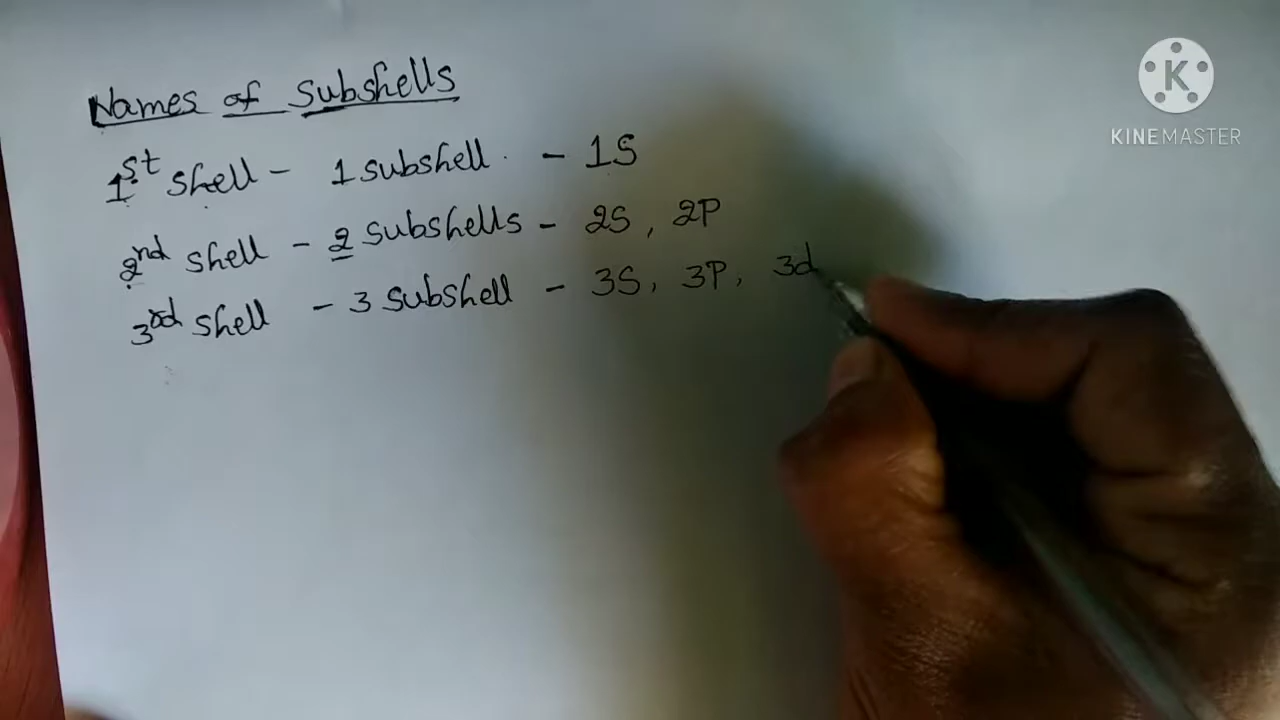 Names of Subshells
1st shell - 1 subshell - 1S
2nd shell - 2 subshells - 2S, 2P
3rd shell - 3 subshell - 3S, 3P, 3d
KINEMASTER